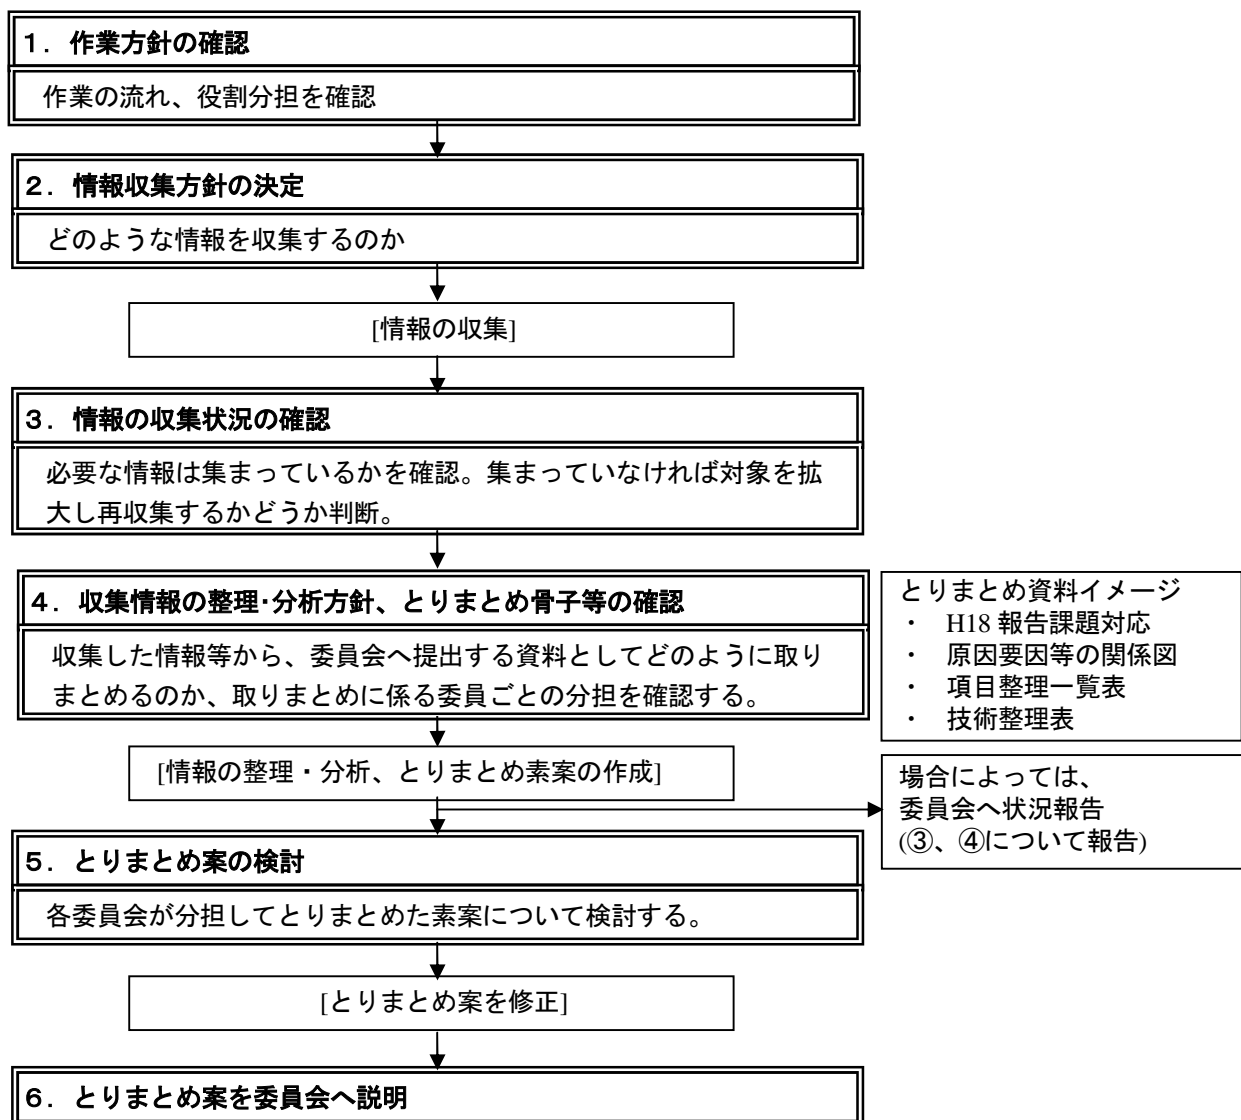 １．作業方針の確認
作業の流れ、役割分担を確認
２．情報収集方針の決定
どのような情報を収集するのか
[情報の収集]
３．情報の収集状況の確認
必要な情報は集まっているかを確認。集まっていなければ対象を拡
大し再収集するかどうか判断。
４．収集情報の整理･分析方針、とりまとめ骨子等の確認
収集した情報等から、委員会へ提出する資料としてどのように取り
まとめるのか、取りまとめに係る委員ごとの分担を確認する。
とりまとめ資料イメージ
・ H18 報告課題対応
・ 原因要因等の関係図
・ 項目整理一覧表
・ 技術整理表
[情報の整理・分析、とりまとめ素案の作成]
場合によっては、
委員会へ状況報告
(③、④について報告)
５．とりまとめ案の検討
各委員会が分担してとりまとめた素案について検討する。
[とりまとめ案を修正]
６．とりまとめ案を委員会へ説明